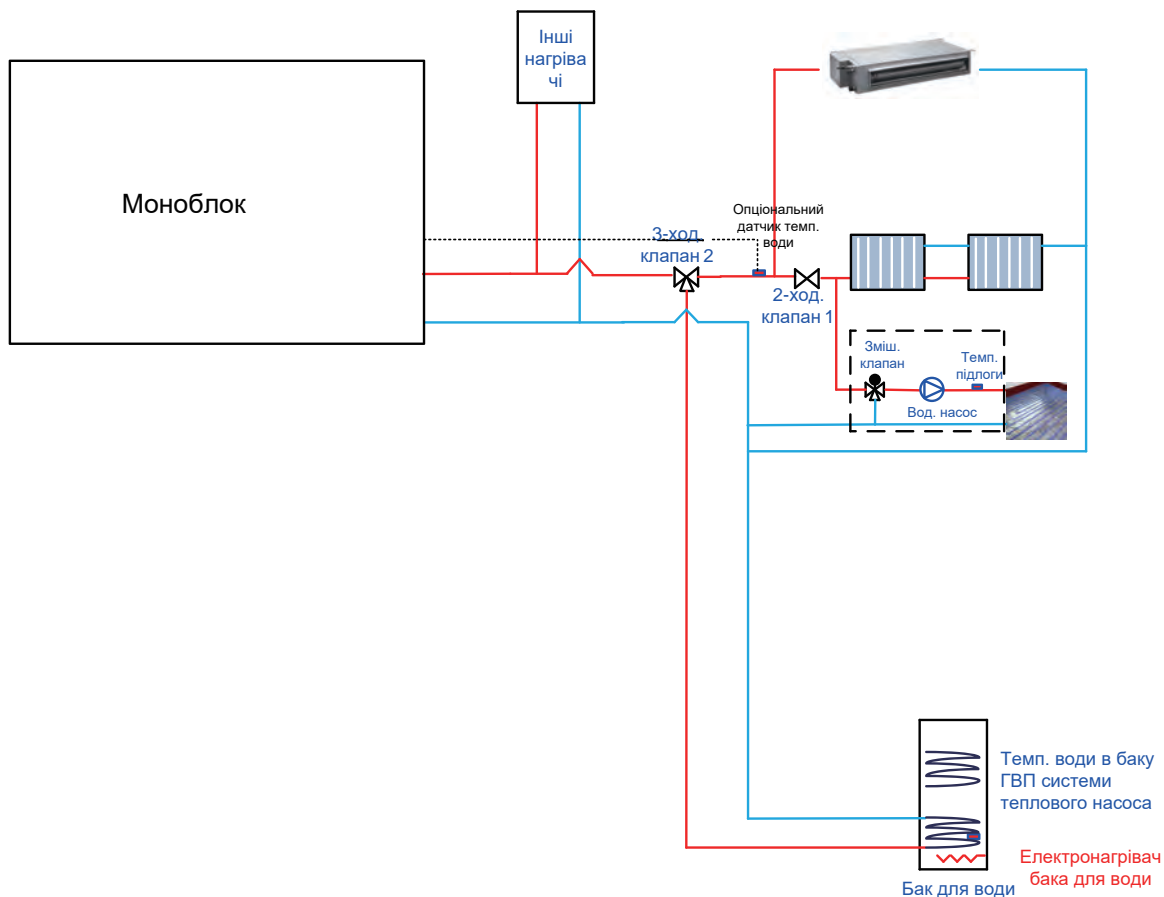 Інші
нагріва
чі
Моноблок
Опціональний
датчик темп.
води
3-ход.
клапан 2
2-ход.
клапан 1
Зміш.
клапан
Темп.
підлоги
Вод. насос
Темп. води в баку
ГВП системи
теплового насоса
Електронагрівач
бака для води
Бак для води